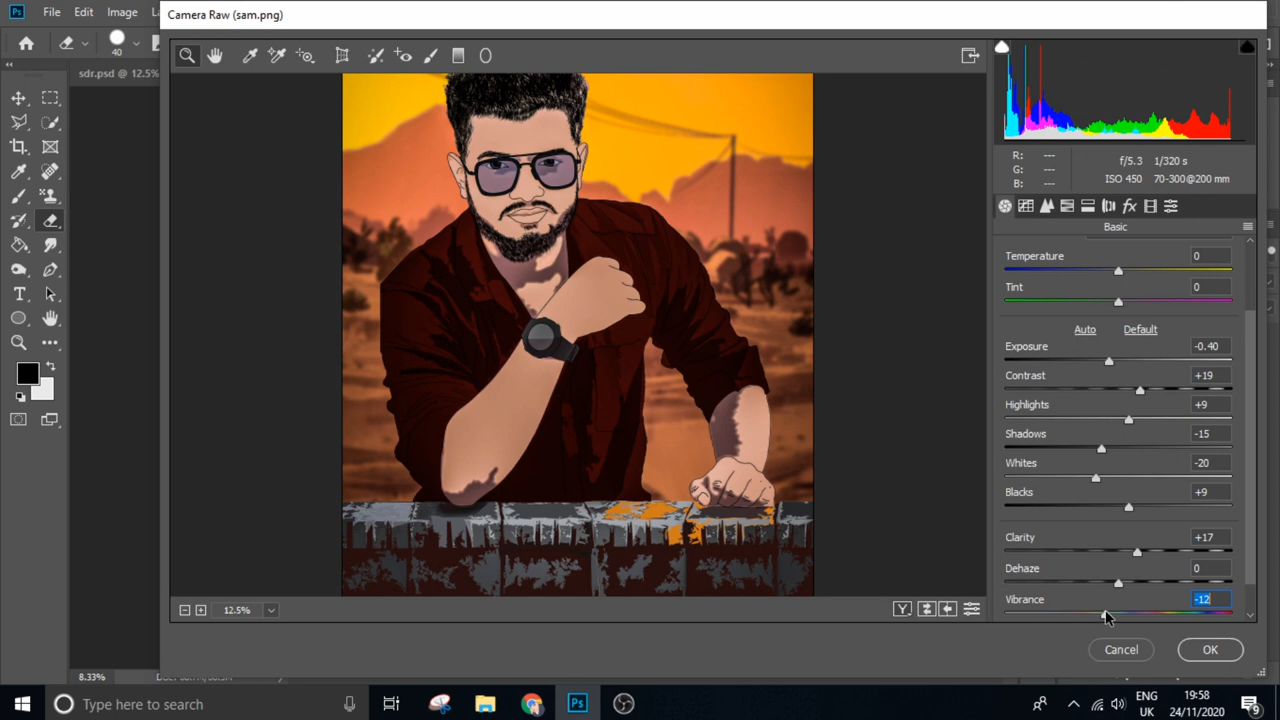 Ps File Edit Image
Camera Raw (sam.png)
40
sdr.psd @ 12.5%
R: ---
G: ---
B: ---
f/5.3 1/320 s
ISO 450 70-300@200 mm
fx
Basic
Temperature 0
Tint 0
Auto Default
Exposure -0.40
Contrast +19
Highlights +9
Shadows -15
Whites -20
Blacks +9
Clarity +17
Dehaze 0
Vibrance -12
T
12.5%
Y
Cancel OK
8.33%
Type here to search
Ps
ENG
UK
19:58
24/11/2020
9